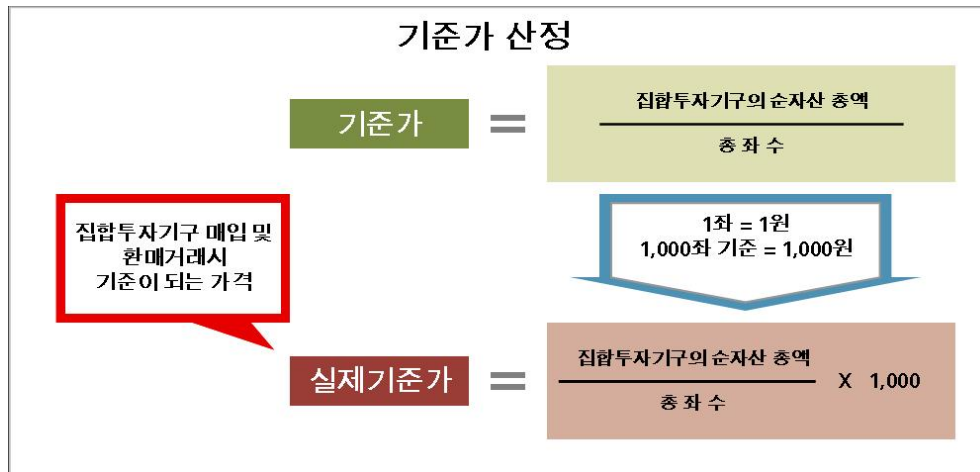 기준가 산정
기준가 = 집합투자기구의 순자산 총액
총 좌 수
집합투자기구 매입 및
환매거래시
기준이 되는 가격
1좌 = 1원
1,000좌 기준 = 1,000원
실제기준가 = 집합투자기구의 순자산 총액
총 좌 수
X 1,000